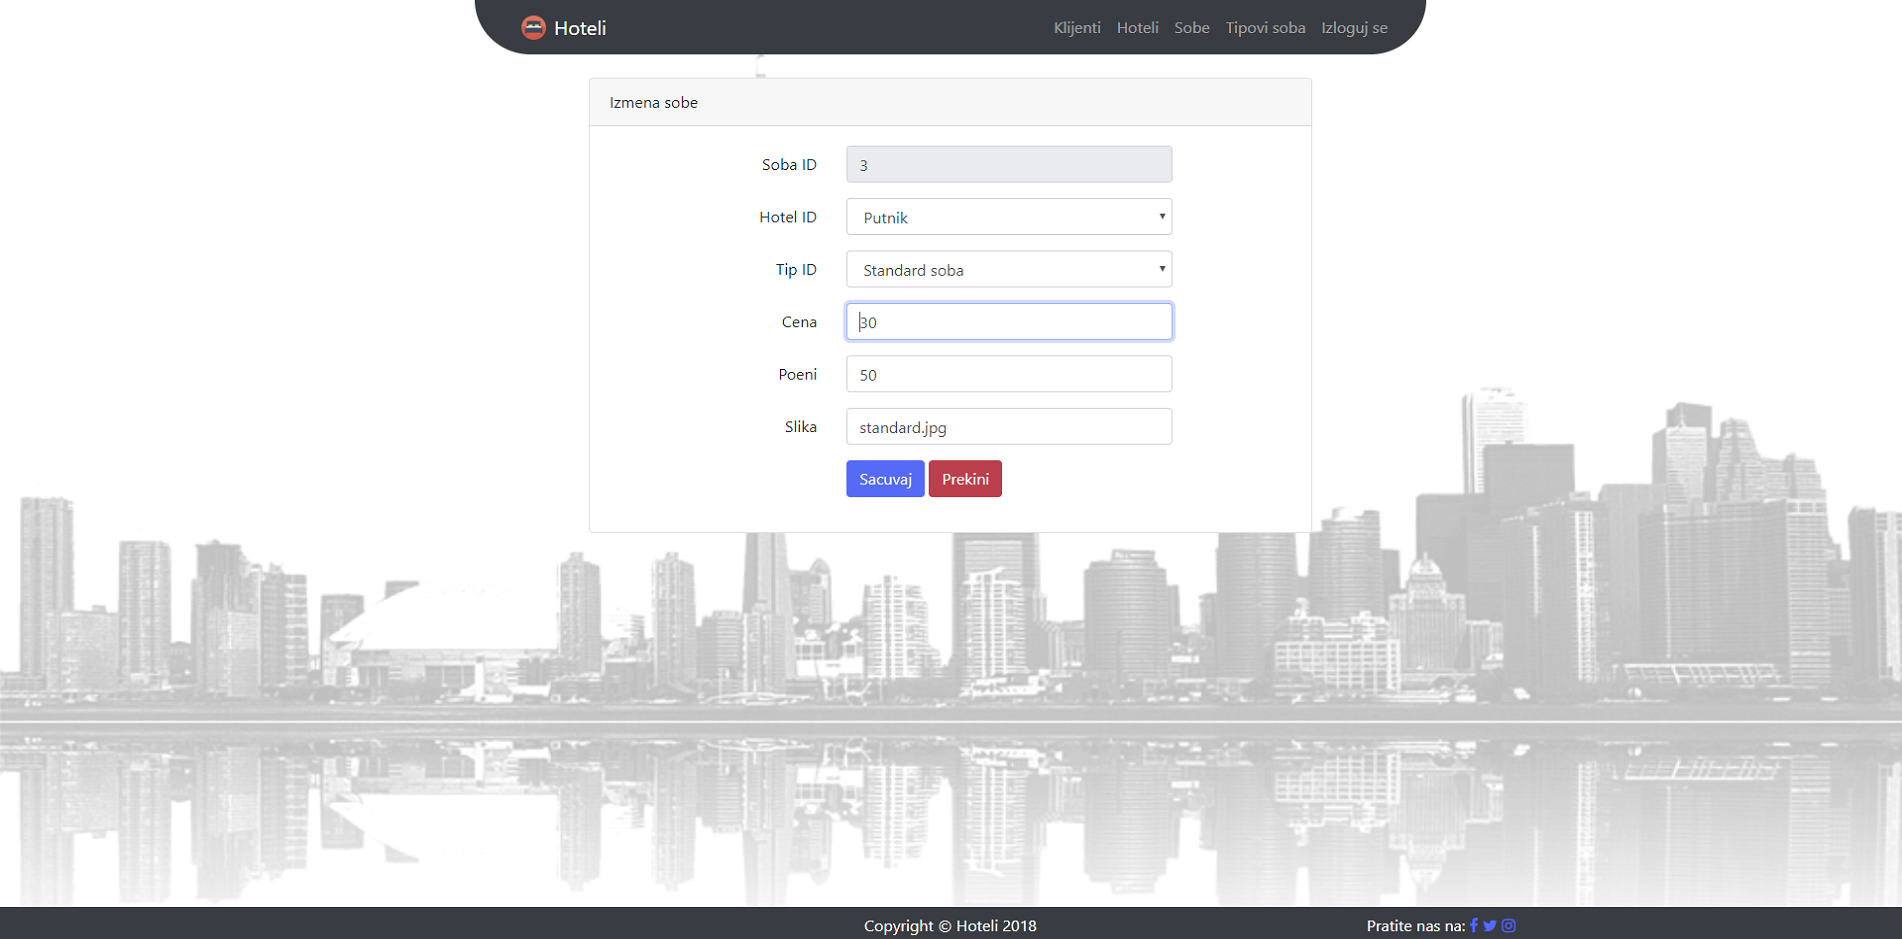 Hoteli Klijenti Hoteli Sobe Tipovi soba Izloguj se
Izmena sobe
Soba ID 3
Hotel ID Putnik
Tip ID Standard soba
Cena 30
Poeni 50
Slika standard.jpg
Sacuvaj Prekini
Copyright © Hoteli 2018 Pratite nas na: